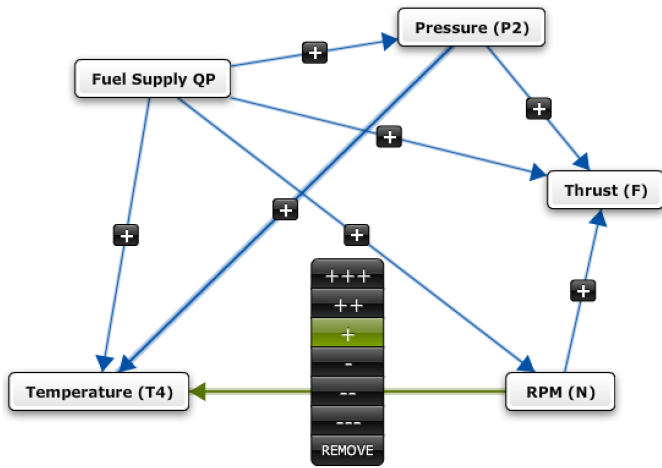 Pressure (P2)
+
Fuel Supply QP
+
+
Thrust (F)
+
+
+
+++
++
+
+
-
--
---
REMOVE
Temperature (T4)
RPM (N)